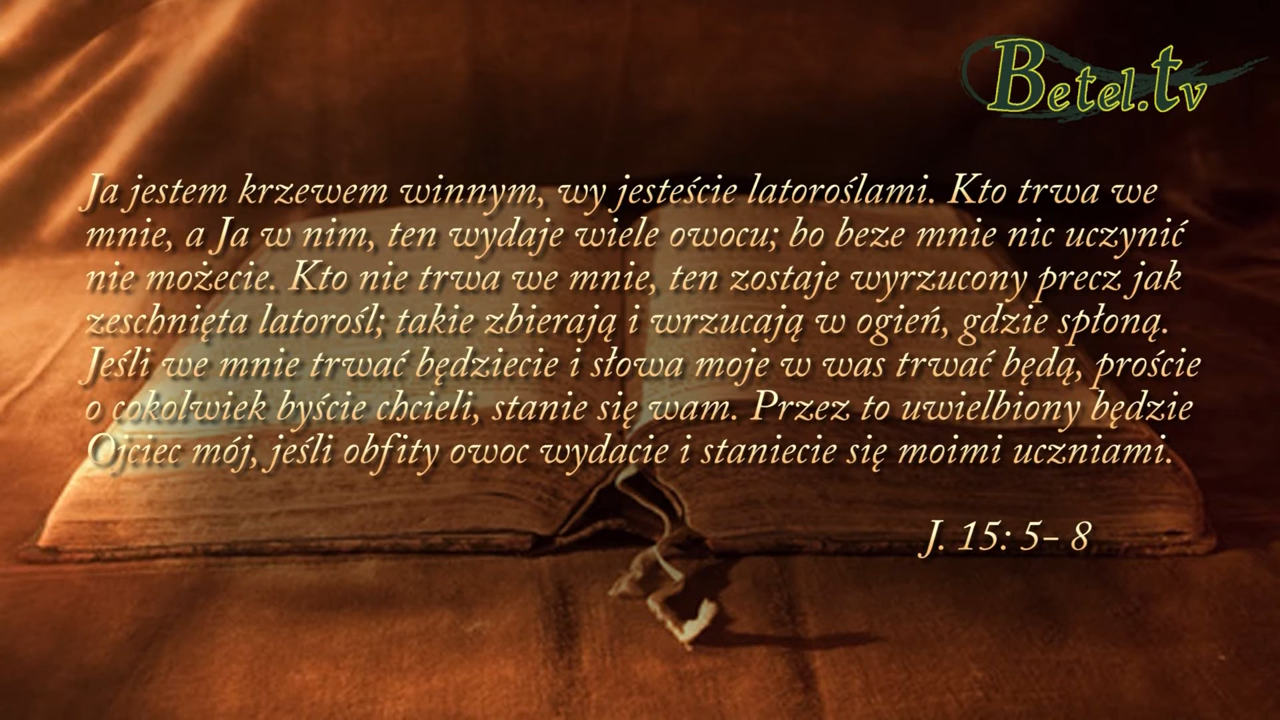 Betel.tv
Ja jestem krzewem winnym, wy jesteście latoroślami. Kto trwa we
mnie, a Ja w nim, ten wydaje wiele owocu; bo beze mnie nic uczynić
nie możecie. Kto nie trwa we mnie, ten zostaje wyrzucony precz jak
zeschnięta latorośl; takie zbierają i wrzucają w ogień, gdzie spłoną.
Jeśli we mnie trwać będziecie i słowa moje w was trwać będą, proście
o cokolwiek byście chcieli, stanie się wam. Przez to uwielbiony będzie
Ojciec mój, jeśli obfity owoc wydacie i staniecie się moimi uczniami.
J. 15: 5– 8